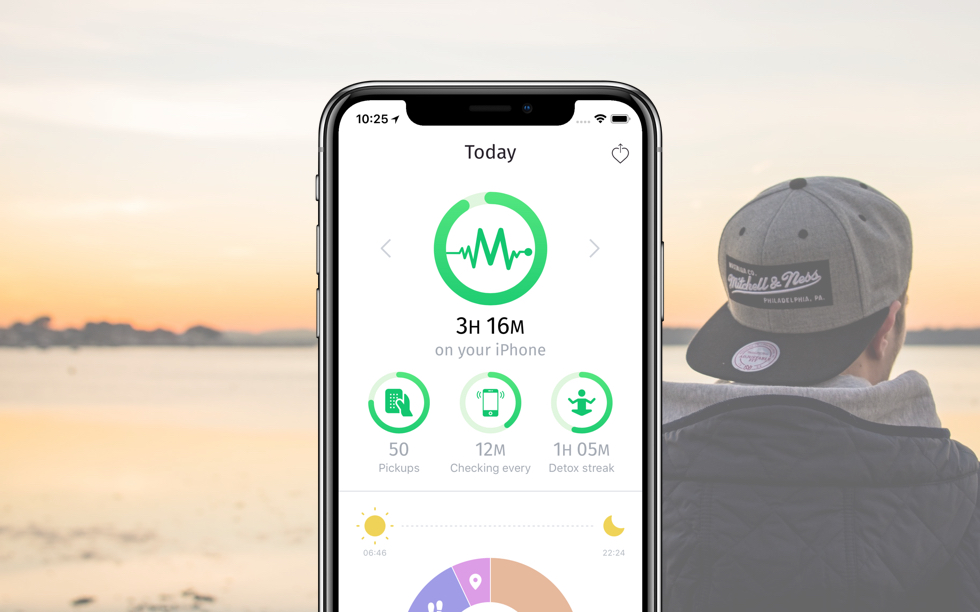 10:25
Today
3H 16M
on your iPhone
50
Pickups
12M
Checking every
1H 05M
Detox streak
06:46
22:24
Mitchell & Ness
PHILADELPHIA, PA.